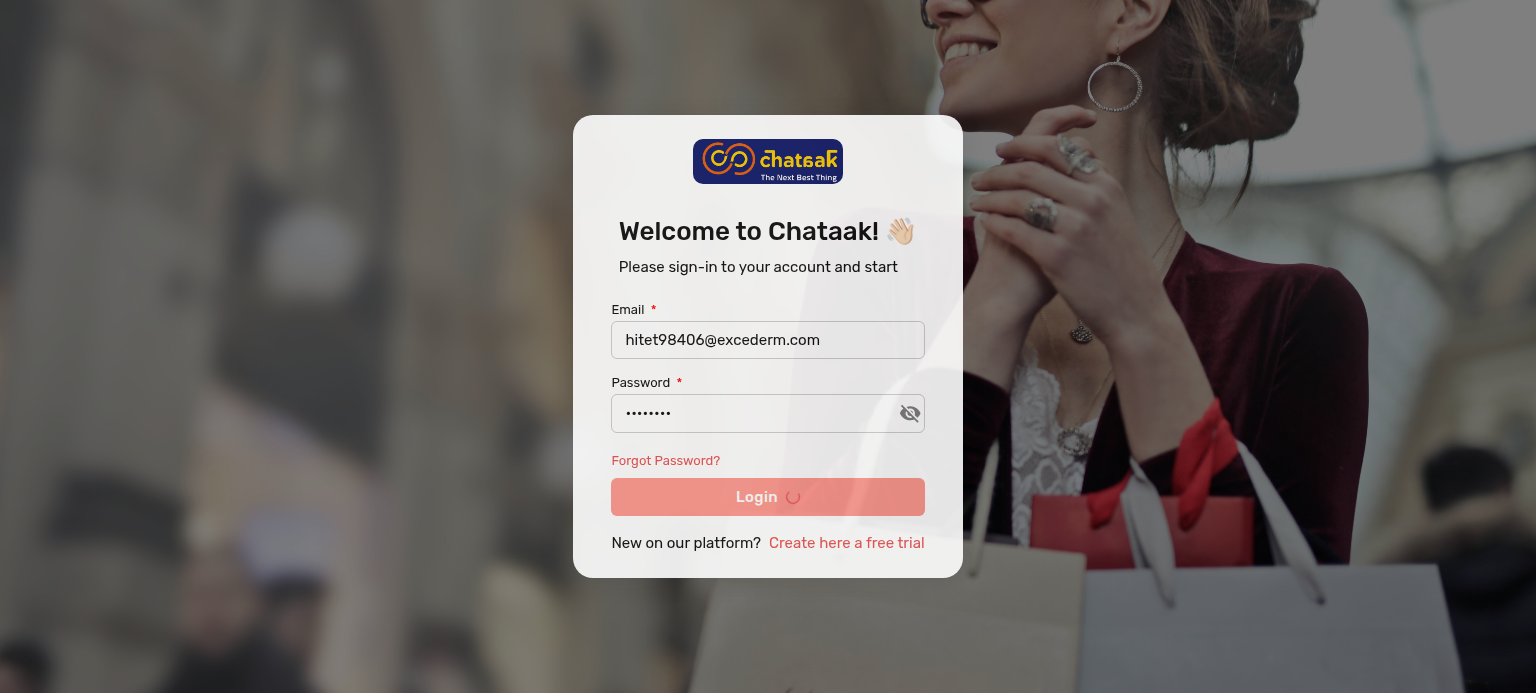 chataak
The Next Best Thing
Welcome to Chataak! 👋🏼
Please sign-in to your account and start
Email *
hitet98406@excederm.com
Password *
••••••••
Forgot Password?
Login
New on our platform? Create here a free trial